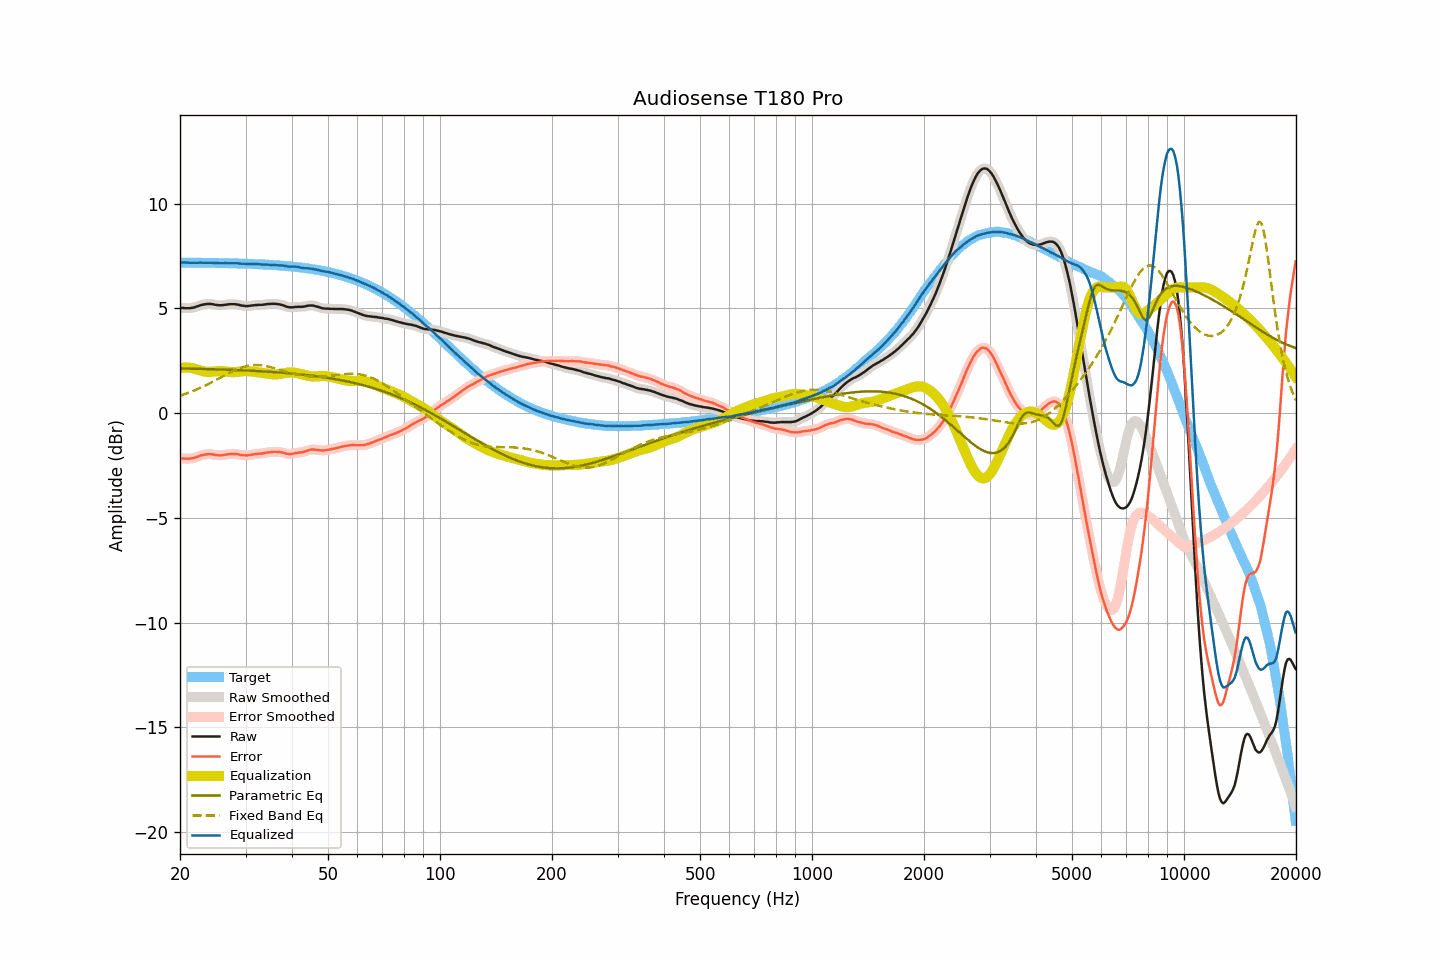 Audiosense T180 Pro
Amplitude (dBr)
10
5
0
−5
−10
−15
−20
Target
Raw Smoothed
Error Smoothed
Raw
Error
Equalization
Parametric Eq
Fixed Band Eq
Equalized
20 50 100 200 500 1000 2000 5000 10000 20000
Frequency (Hz)